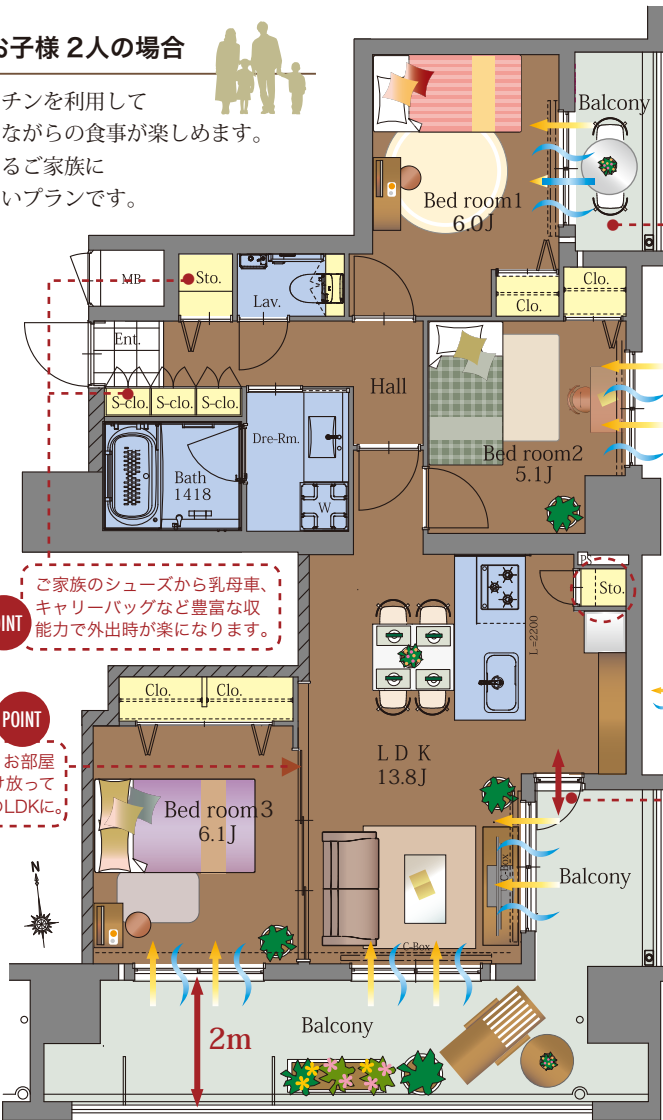 お子様 2人の場合
チンを利用して
ながらの食事が楽しめます。
るご家族に
いプランです。
Balcony
Bed room1
6.0J
MB
Sto.
Lav.
Clo.
Clo.
Ent.
S-clo.
S-clo.
S-clo.
Hall
Dre-Rm.
Bath
1418
W
Bed room2
5.1J
PS
Sto.
L=2200
INT
ご家族のシューズから乳母車、
キャリーバッグなど豊富な収
能力で外出時が楽になります。
Clo.
Clo.
POINT
お部屋
け放って
のLDKに。
LDK
13.8J
Bed room3
6.1J
C-Box
C-Box
Balcony
N
2m
Balcony